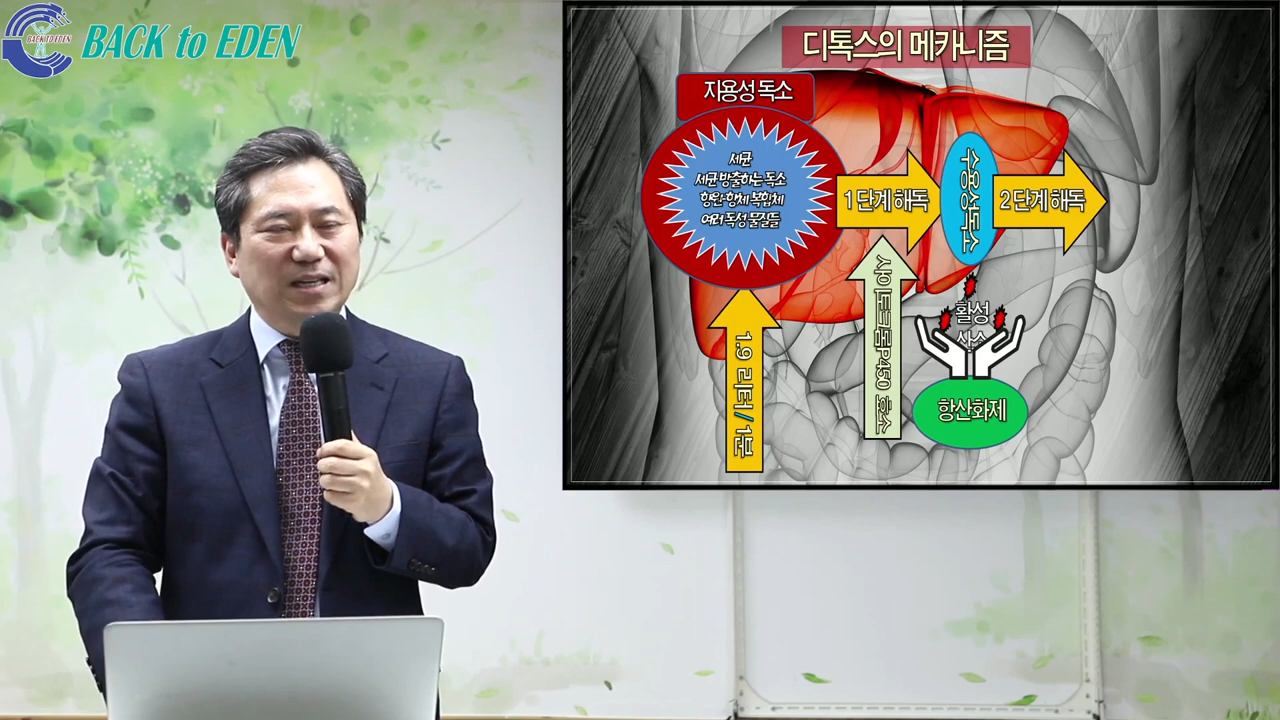 BACK TO EDEN
BACK to EDEN
디톡스의 메카니즘
지용성 독소
세균
세균 방출하는 독소
항원-항체 복합체
여러 독성 물질들
1단계 해독
수용성독소
2단계 해독
1.9 리터/1분
사이토크롬P450 효소
활성
산소
항산화제